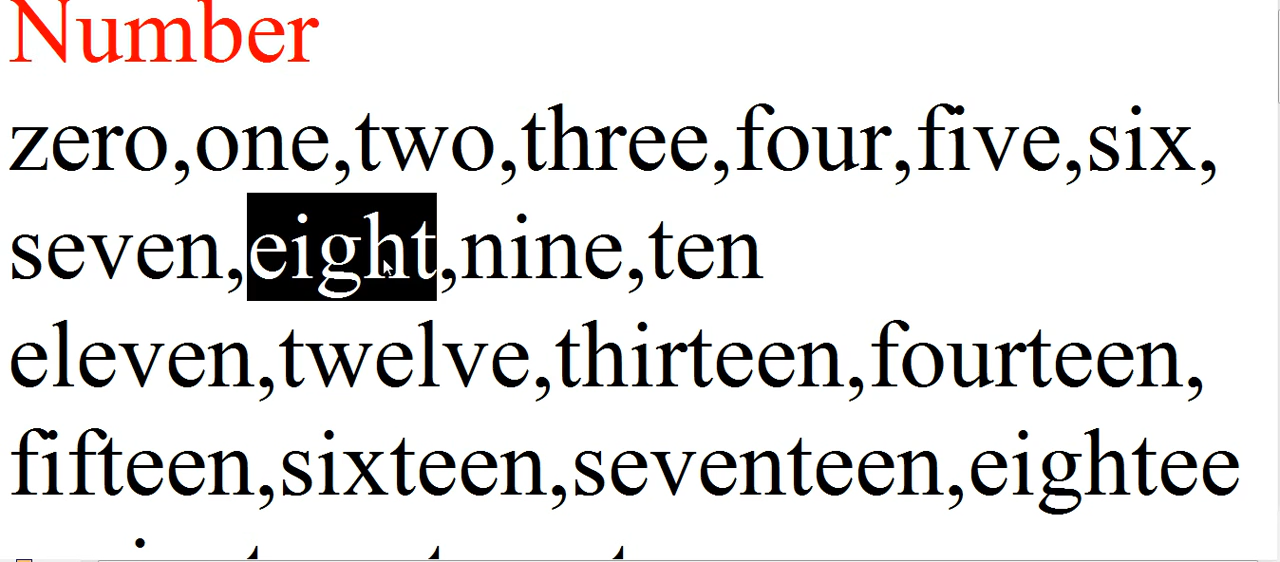 Number
zero,one,two,three,four,five,six,
seven,eight,nine,ten
eleven,twelve,thirteen,fourteen,
fifteen,sixteen,seventeen,eightee